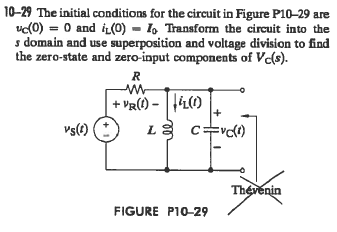 10–29 The initial conditions for the circuit in Figure P10–29 are
vC(0) = 0 and iL(0) = I0. Transform the circuit into the
s domain and use superposition and voltage division to find
the zero-state and zero-input components of VC(s).
R
+ vR(t) –
iL(t)
+
vS(t)
+
–
L
C
vC(t)
–
Thévenin
FIGURE P10–29